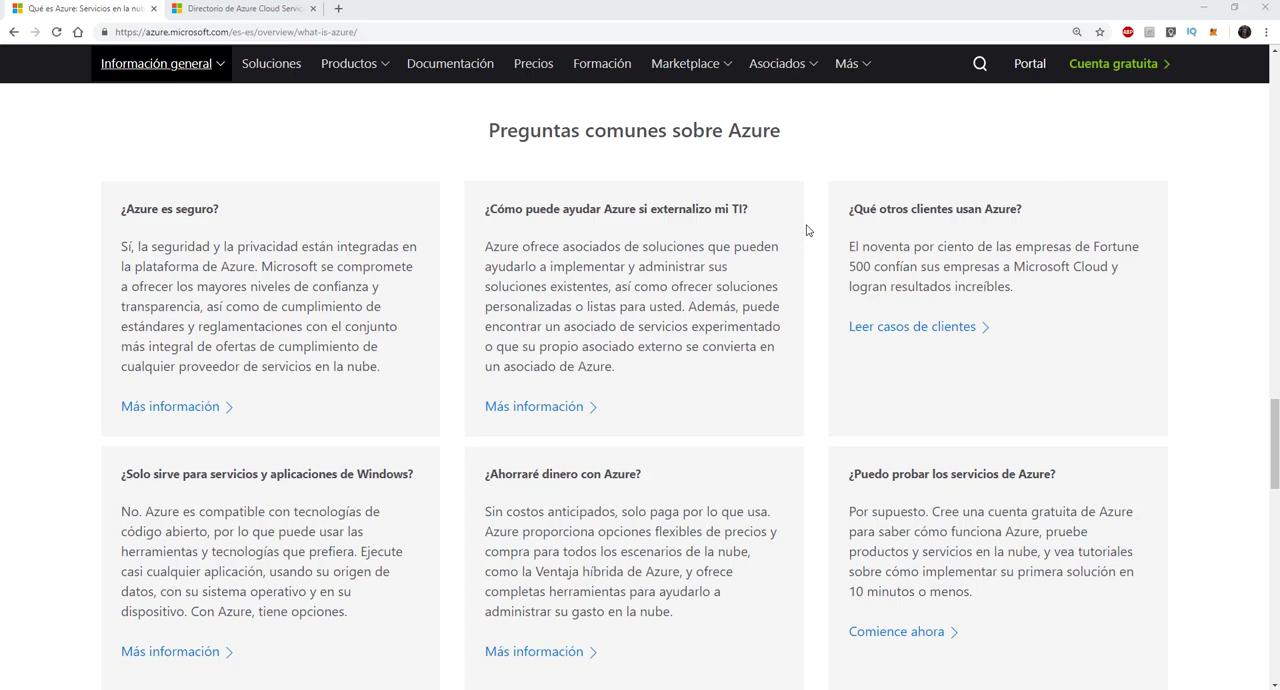 Qué es Azure: Servicios en la nub
Directorio de Azure Cloud Servic
https://azure.microsoft.com/es-es/overview/what-is-azure/
ABP
IQ
Información general
Soluciones
Productos
Documentación
Precios
Formación
Marketplace
Asociados
Más
Portal
Cuenta gratuita
Preguntas comunes sobre Azure
¿Azure es seguro?
Sí, la seguridad y la privacidad están integradas en
la plataforma de Azure. Microsoft se compromete
a ofrecer los mayores niveles de confianza y
transparencia, así como de cumplimiento de
estándares y reglamentaciones con el conjunto
más integral de ofertas de cumplimiento de
cualquier proveedor de servicios en la nube.
Más información
¿Cómo puede ayudar Azure si externalizo mi TI?
Azure ofrece asociados de soluciones que pueden
ayudarlo a implementar y administrar sus
soluciones existentes, así como ofrecer soluciones
personalizadas o listas para usted. Además, puede
encontrar un asociado de servicios experimentado
o que su propio asociado externo se convierta en
un asociado de Azure.
Más información
¿Qué otros clientes usan Azure?
El noventa por ciento de las empresas de Fortune
500 confían sus empresas a Microsoft Cloud y
logran resultados increíbles.
Leer casos de clientes
¿Solo sirve para servicios y aplicaciones de Windows?
No. Azure es compatible con tecnologías de
código abierto, por lo que puede usar las
herramientas y tecnologías que prefiera. Ejecute
casi cualquier aplicación, usando su origen de
datos, con su sistema operativo y en su
dispositivo. Con Azure, tiene opciones.
Más información
¿Ahorraré dinero con Azure?
Sin costos anticipados, solo paga por lo que usa.
Azure proporciona opciones flexibles de precios y
compra para todos los escenarios de la nube,
como la Ventaja híbrida de Azure, y ofrece
completas herramientas para ayudarlo a
administrar su gasto en la nube.
Más información
¿Puedo probar los servicios de Azure?
Por supuesto. Cree una cuenta gratuita de Azure
para saber cómo funciona Azure, pruebe
productos y servicios en la nube, y vea tutoriales
sobre cómo implementar su primera solución en
10 minutos o menos.
Comience ahora